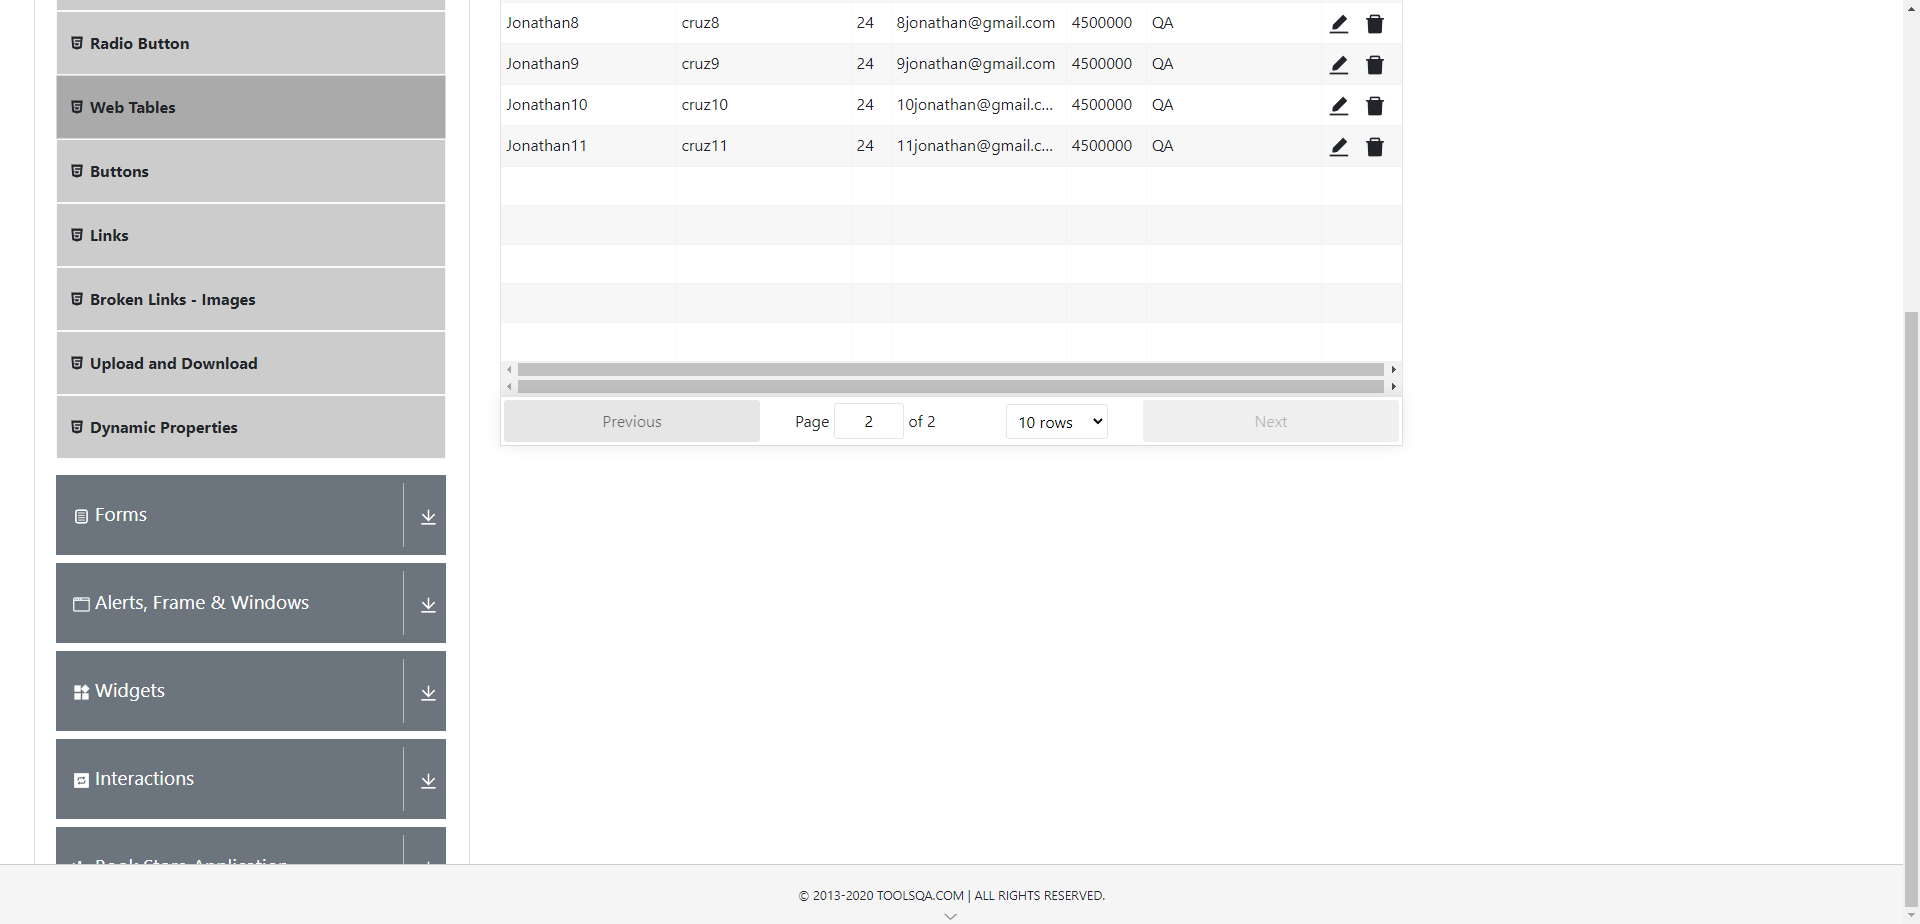 Radio Button
Web Tables
Buttons
Links
Broken Links - Images
Upload and Download
Dynamic Properties
Forms
Alerts, Frame & Windows
Widgets
Interactions
Book Store Application
Jonathan8 cruz8 24 8jonathan@gmail.com 4500000 QA
Jonathan9 cruz9 24 9jonathan@gmail.com 4500000 QA
Jonathan10 cruz10 24 10jonathan@gmail.c... 4500000 QA
Jonathan11 cruz11 24 11jonathan@gmail.c... 4500000 QA
Previous Page 2 of 2 10 rows Next
© 2013-2020 TOOLSQA.COM | ALL RIGHTS RESERVED.